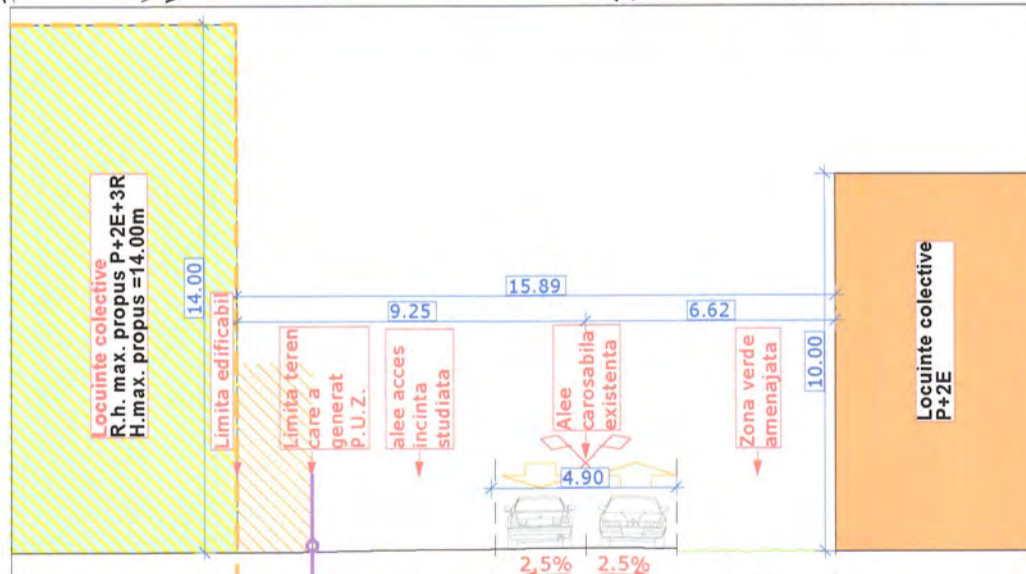 Locuinte colective
R.h. max. propus P+2E+3R
H.max. propus =14.00m
14.00
Limita edificabil
15.89
9.25
6.62
Limita teren
care a
generat
P.U.Z.
alee acces
incinta
studiata
Alee
carosabila
existenta
4.90
2,5%
2.5%
Zona verde
amenajata
10.00
Locuinte colective
P+2E